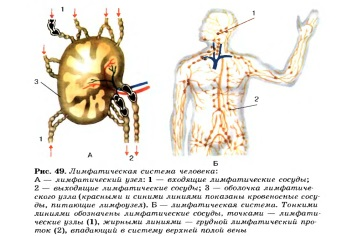 1
1
3
2
А
2
Б
Рис. 49. Лимфатическая система человека:
А — лимфатический узел: 1 — входящие лимфатические сосуды;
2 — выходящие лимфатические сосуды; 3 — оболочка лимфатиче-
ского узла (красными и синими линиями показаны кровеносные сосу-
ды, питающие лимфоузел). Б — лимфатическая система. Тонкими
линиями обозначены лимфатические сосуды, точками — лимфати-
ческие узлы (1), жирными линиями — грудной лимфатический про-
ток (2), впадающий в систему верхней полой вены